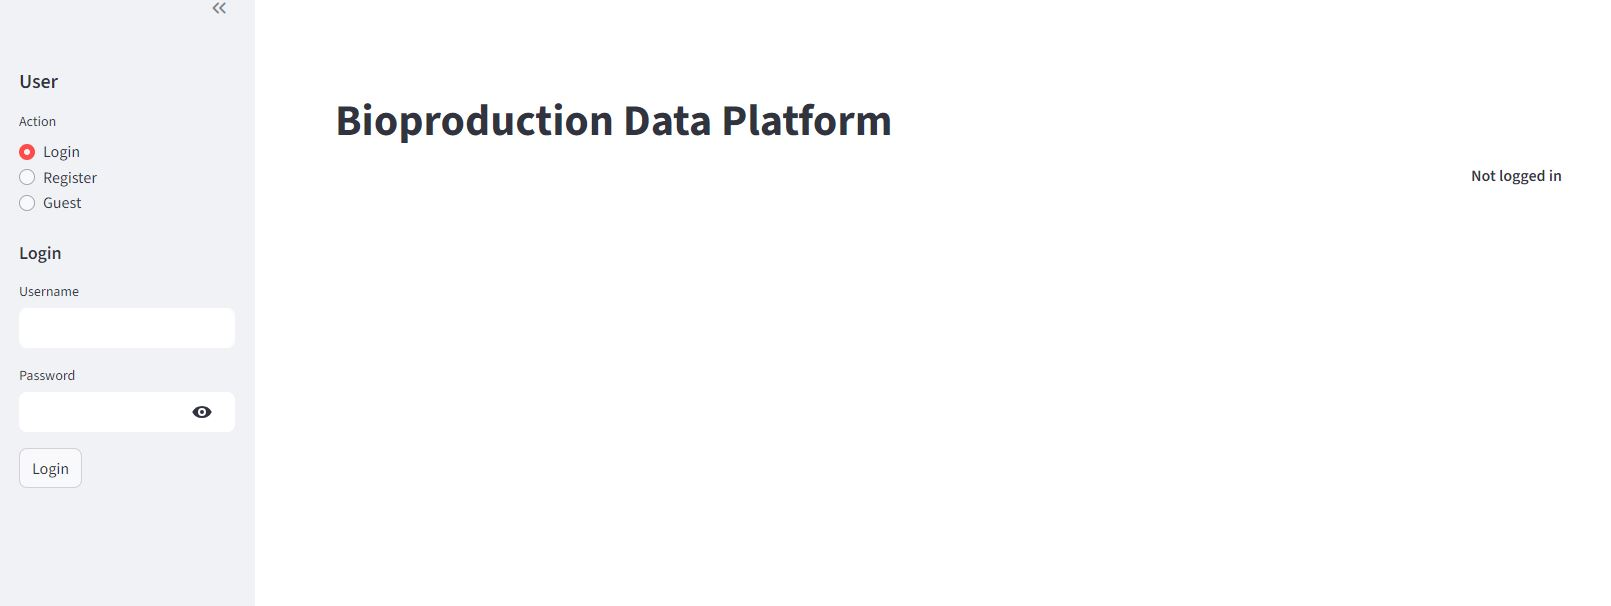 User
Action
Login
Register
Guest
Login
Username
Password
Login
Bioproduction Data Platform
Not logged in